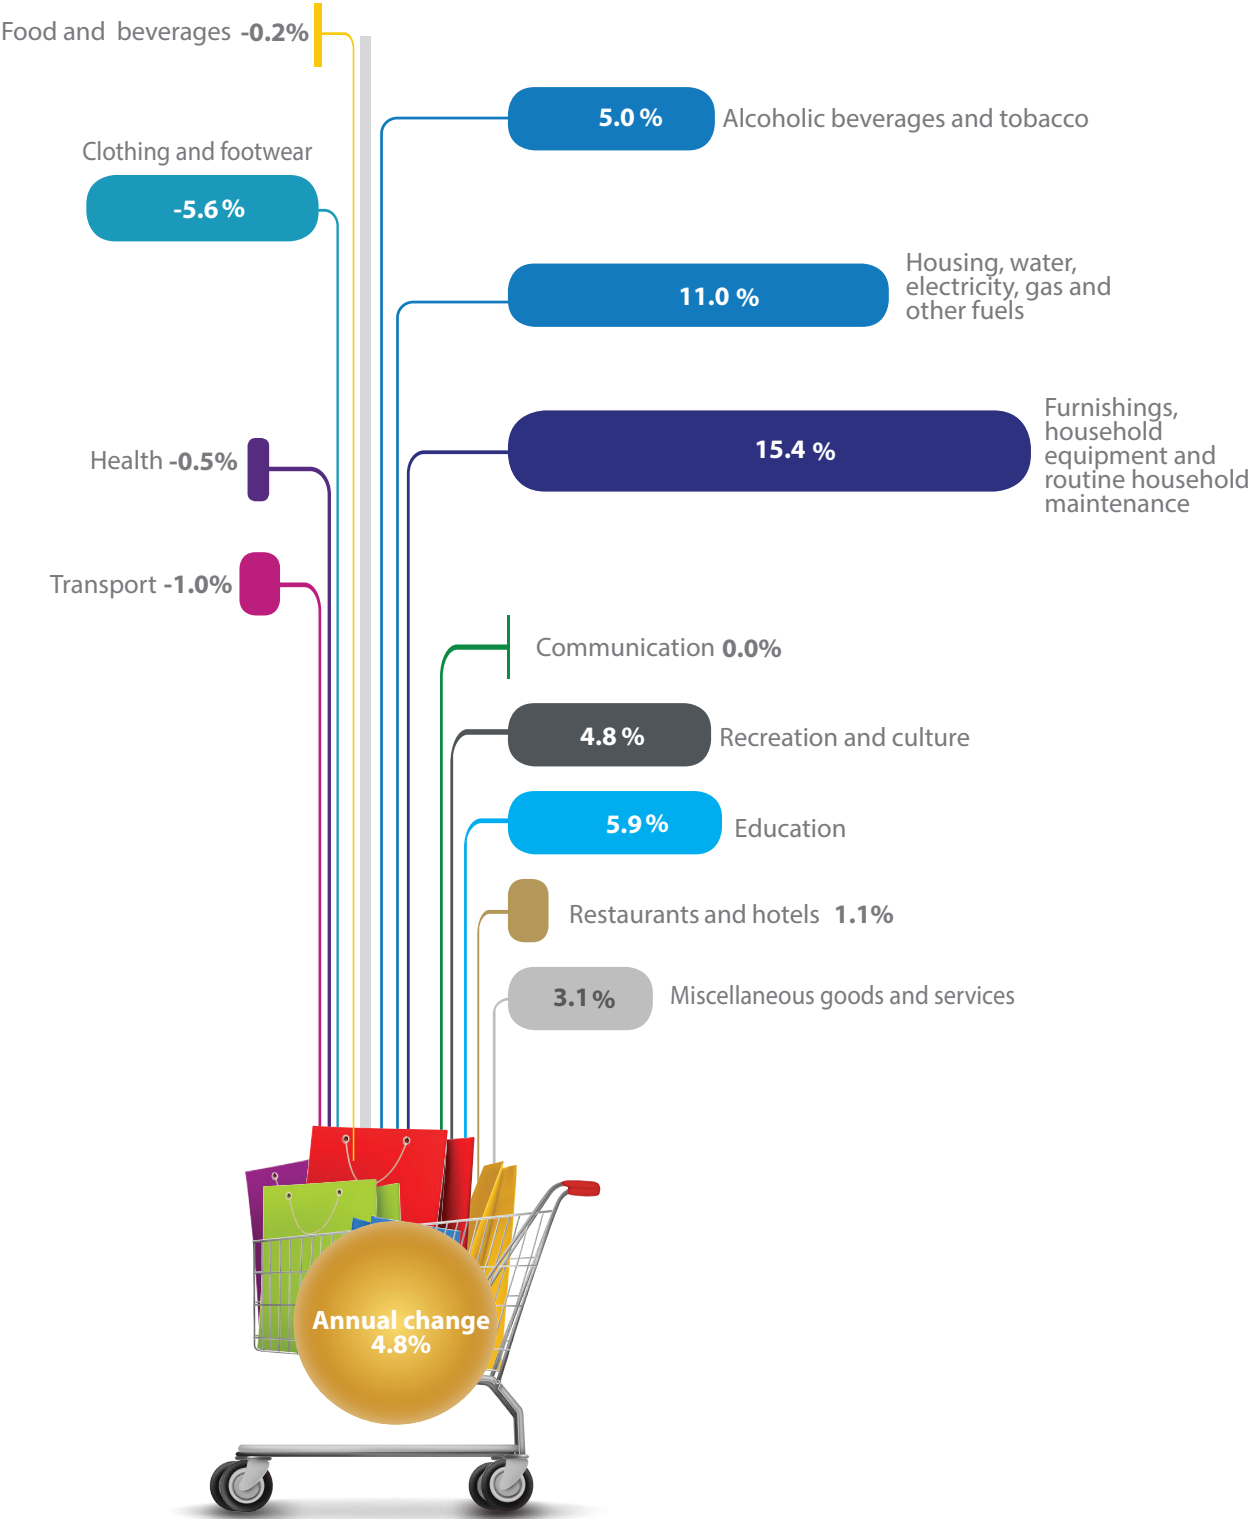 Food and beverages -0.2%
5.0 % Alcoholic beverages and tobacco
Clothing and footwear
-5.6 %
11.0 %
Housing, water,
electricity, gas and
other fuels
15.4 %
Furnishings,
household
equipment and
routine household
maintenance
Health -0.5%
Transport -1.0%
Communication 0.0%
4.8 % Recreation and culture
5.9 % Education
Restaurants and hotels 1.1%
3.1 % Miscellaneous goods and services
Annual change
4.8%